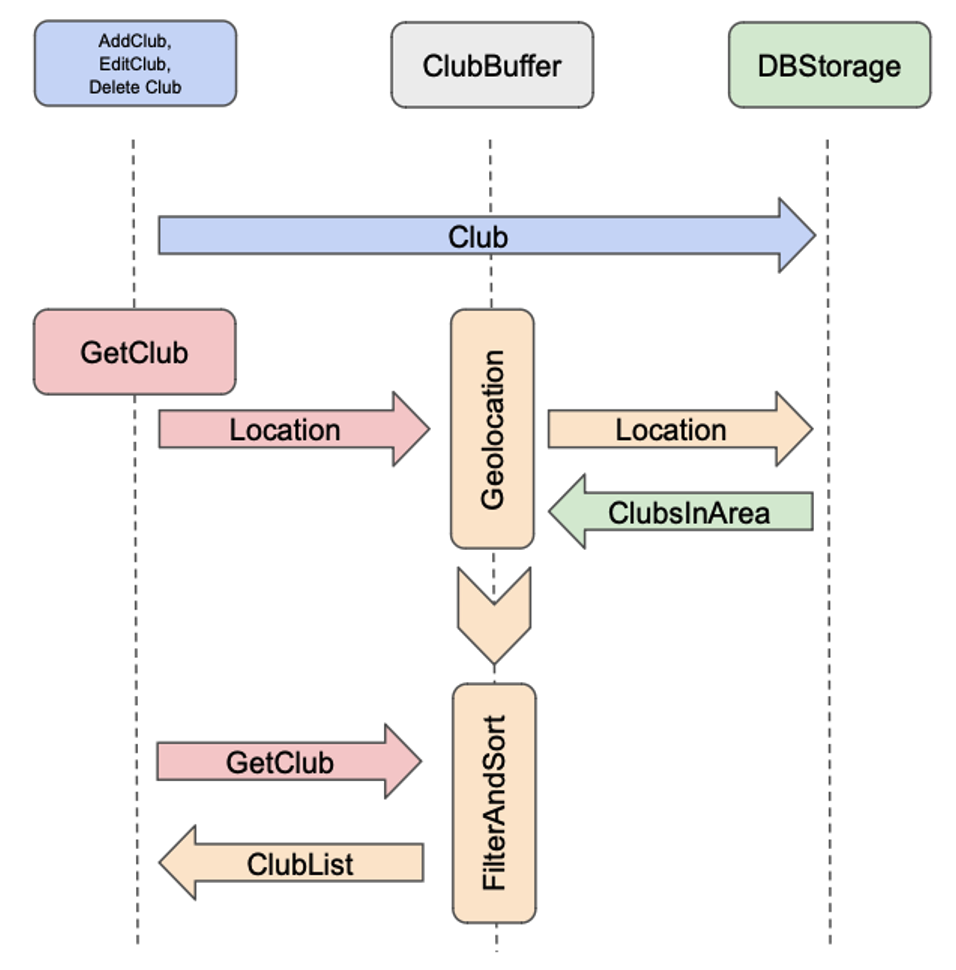 AddClub,
EditClub,
Delete Club
ClubBuffer
DBStorage
Club
GetClub
Geolocation
Location
Location
ClubsInArea
FilterAndSort
GetClub
ClubList